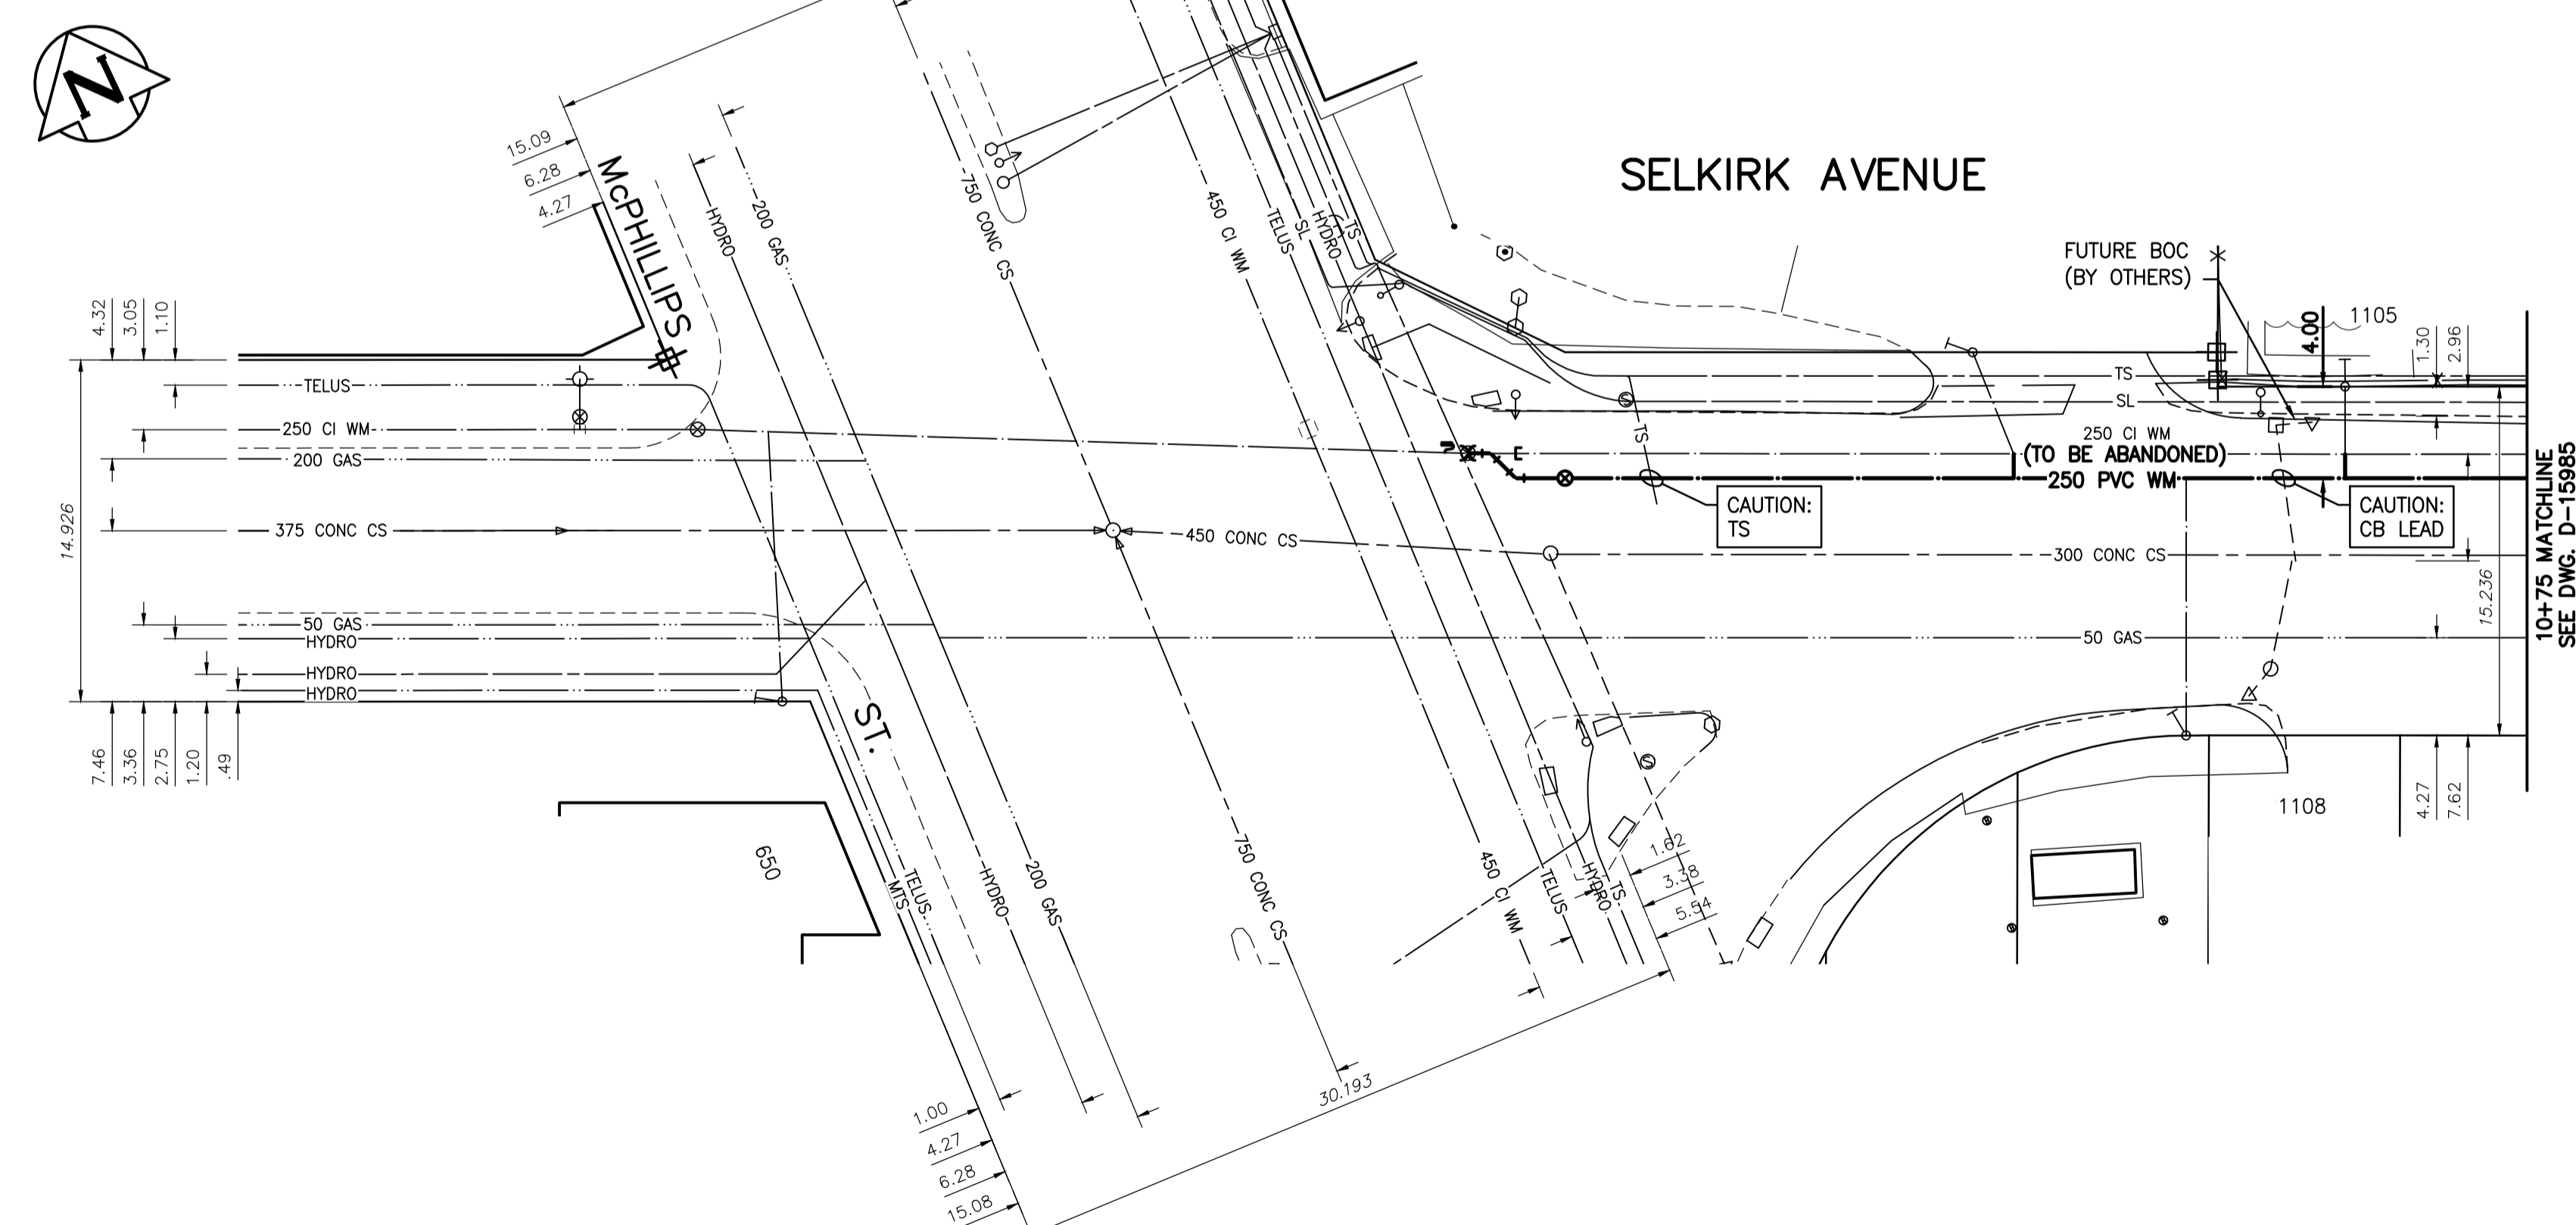 N
SELKIRK AVENUE
McPHILLIPS
ST.
15.09
6.28
4.27
HYDRO
200 GAS
750 CONC CS
450 CI WM
TELUS
SL
HYDRO
TS
FUTURE BOC
(BY OTHERS)
4.00
1105
1.30
2.96
4.32
3.05
1.10
TELUS
250 CI WM
200 GAS
375 CONC CS
14.926
50 GAS
HYDRO
HYDRO
HYDRO
7.46
3.36
2.75
1.20
.49
450 CONC CS
E
TS
TS
SL
250 CI WM
(TO BE ABANDONED)
250 PVC WM
CAUTION:
TS
CAUTION:
CB LEAD
300 CONC CS
50 GAS
15.236
10+75 MATCHLINE
SEE DWG. D-15985
S
S
650
MTS
TELUS
HYDRO
200 GAS
750 CONC CS
450 CI WM
TELUS
HYDRO
TS
1.62
3.38
5.54
1108
4.27
7.62
30.193
1.00
4.27
6.28
15.08